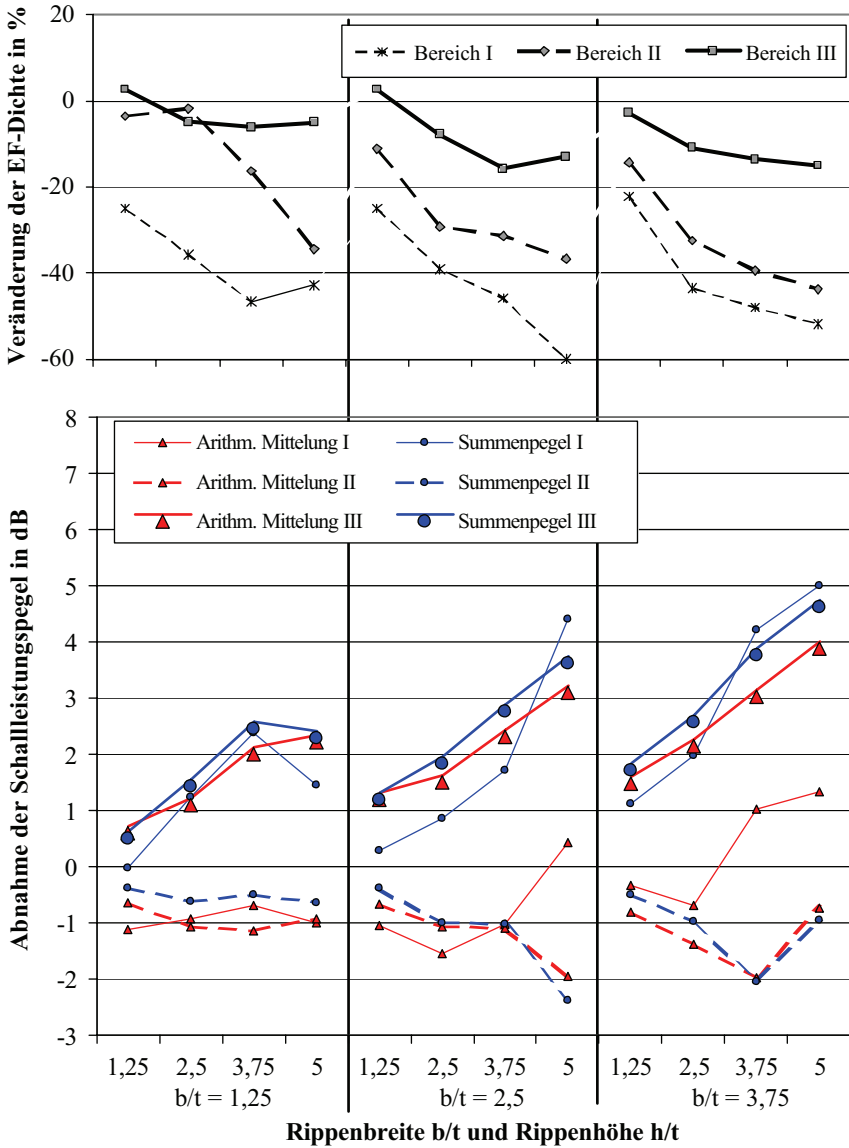 Veränderung der EF-Dichte in %
20
0
-20
-40
-60
Bereich I
Bereich II
Bereich III
Abnahme der Schallleistungspegel in dB
8
7
6
5
4
3
2
1
0
-1
-2
-3
Arithm. Mittelung I
Summenpegel I
Arithm. Mittelung II
Summenpegel II
Arithm. Mittelung III
Summenpegel III
1,25 2,5 3,75 5 1,25 2,5 3,75 5 1,25 2,5 3,75 5
b/t = 1,25 b/t = 2,5 b/t = 3,75
Rippenbreite b/t und Rippenhöhe h/t